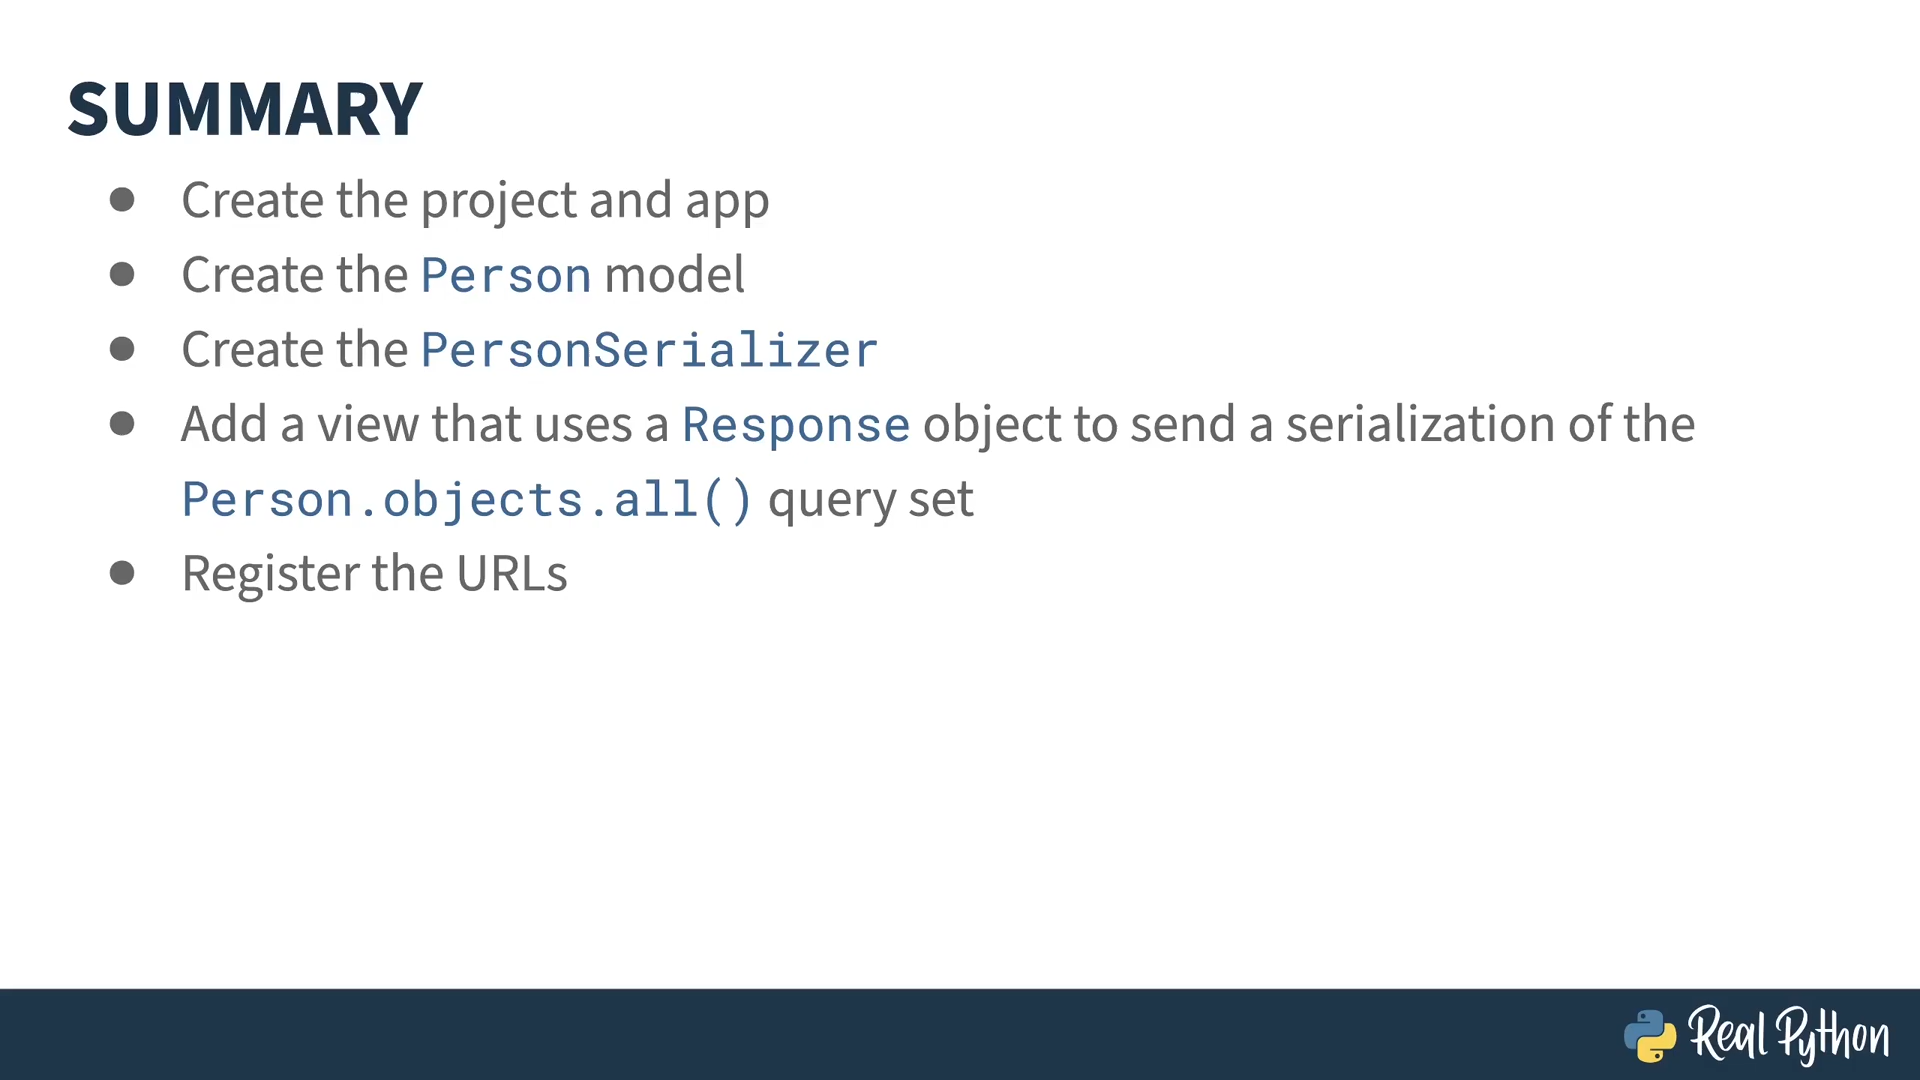 SUMMARY
● Create the project and app
● Create the Person model
● Create the PersonSerializer
● Add a view that uses a Response object to send a serialization of the
Person.objects.all() query set
● Register the URLs
Real Python